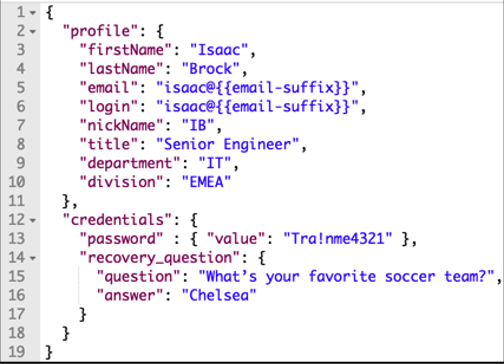 1 {
2 "profile": {
3 "firstName": "Isaac",
4 "lastName": "Brock",
5 "email": "isaac@{{email-suffix}}",
6 "login": "isaac@{{email-suffix}}",
7 "nickName": "IB",
8 "title": "Senior Engineer",
9 "department": "IT",
10 "division": "EMEA"
11 },
12 "credentials": {
13 "password" : { "value": "Tra!nme4321" },
14 "recovery_question": {
15 "question": "What’s your favorite soccer team?",
16 "answer": "Chelsea"
17 }
18 }
19 }